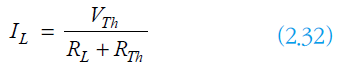 I_L = V_Th / (R_L + R_Th) (2.32)